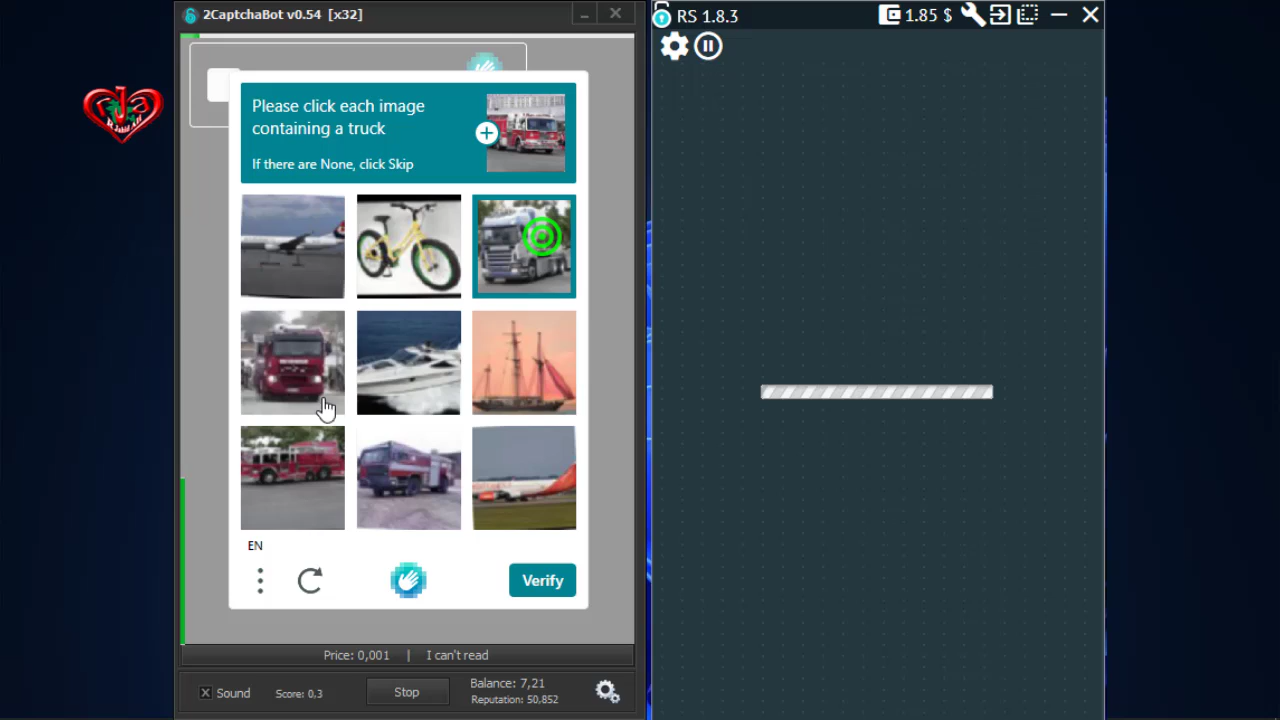 2CaptchaBot v0.54 [x32]
RS 1.8.3
1.85 $
Please click each image
containing a truck
If there are None, click Skip
EN
Verify
Price: 0,001 | I can't read
Sound
Score: 0,3
Stop
Balance: 7,21
Reputation: 50,852